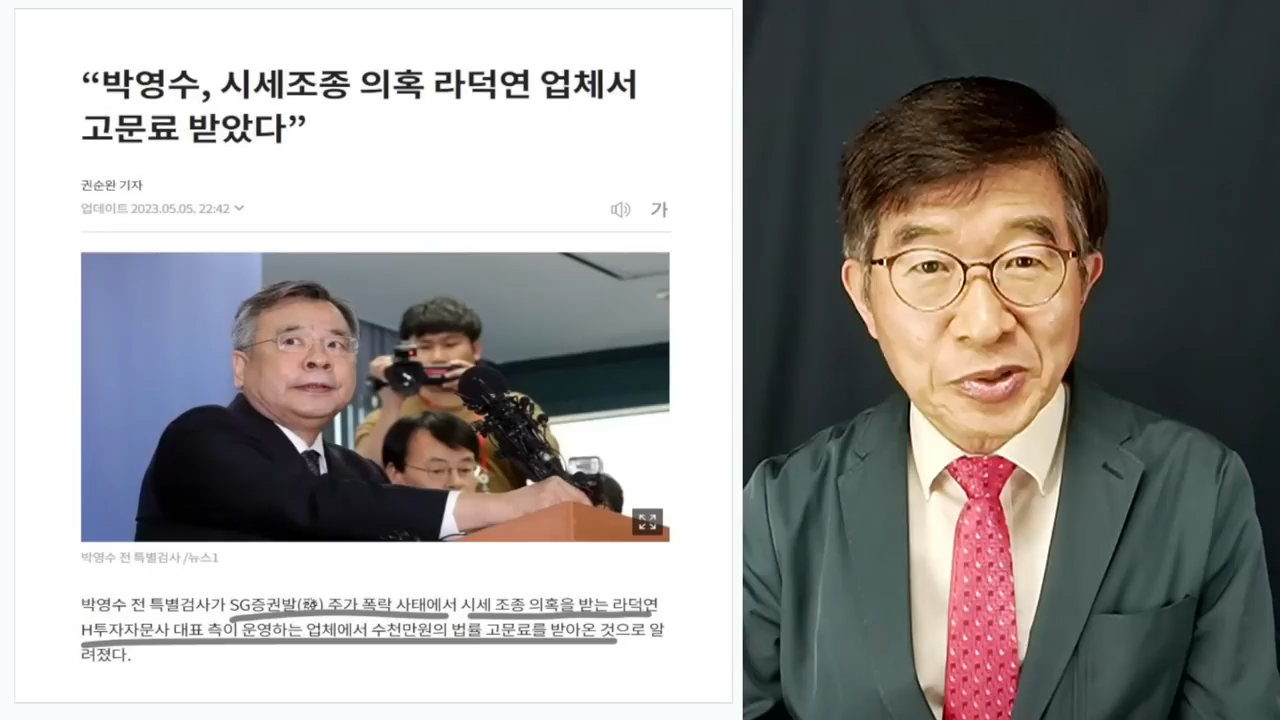 “박영수, 시세조종 의혹 라덕연 업체서
고문료 받았다”
권순완 기자
업데이트 2023.05.05. 22:42
가
박영수 전 특별검사 /뉴스1
박영수 전 특별검사가 SG증권발(發) 주가 폭락 사태에서 시세 조종 의혹을 받는 라덕연
H투자자문사 대표 측이 운영하는 업체에서 수천만원의 법률 고문료를 받아온 것으로 알
려졌다.